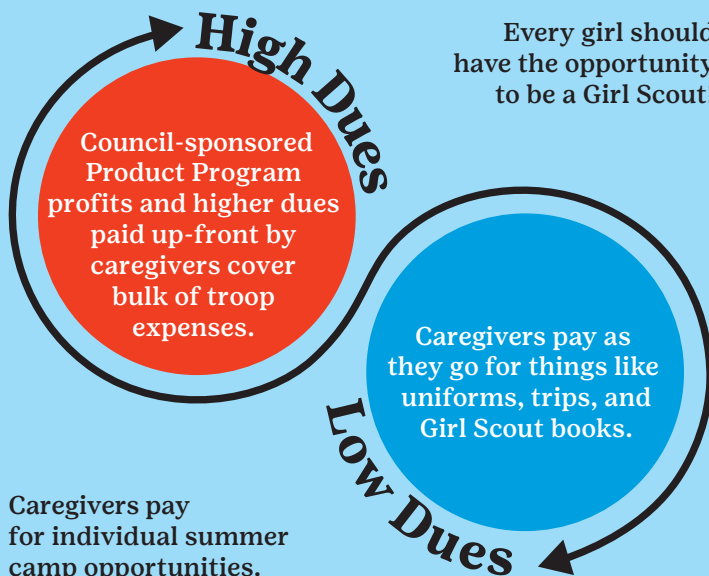 High Dues
Every girl should
have the opportunity
to be a Girl Scout
Council-sponsored
Product Program
profits and higher dues
paid up-front by
caregivers cover
bulk of troop
expenses.
Caregivers pay as
they go for things like
uniforms, trips, and
Girl Scout books.
Low Dues
Caregivers pay
for individual summer
camp opportunities.